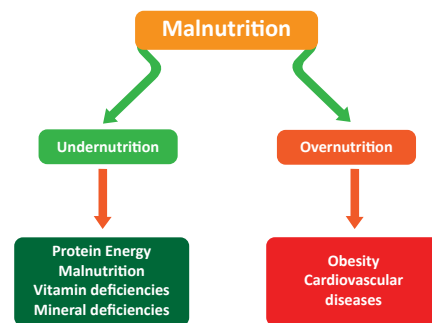 Malnutrition
Undernutrition
Overnutrition
Protein Energy
Malnutrition
Vitamin deficiencies
Mineral deficiencies
Obesity
Cardiovascular
diseases